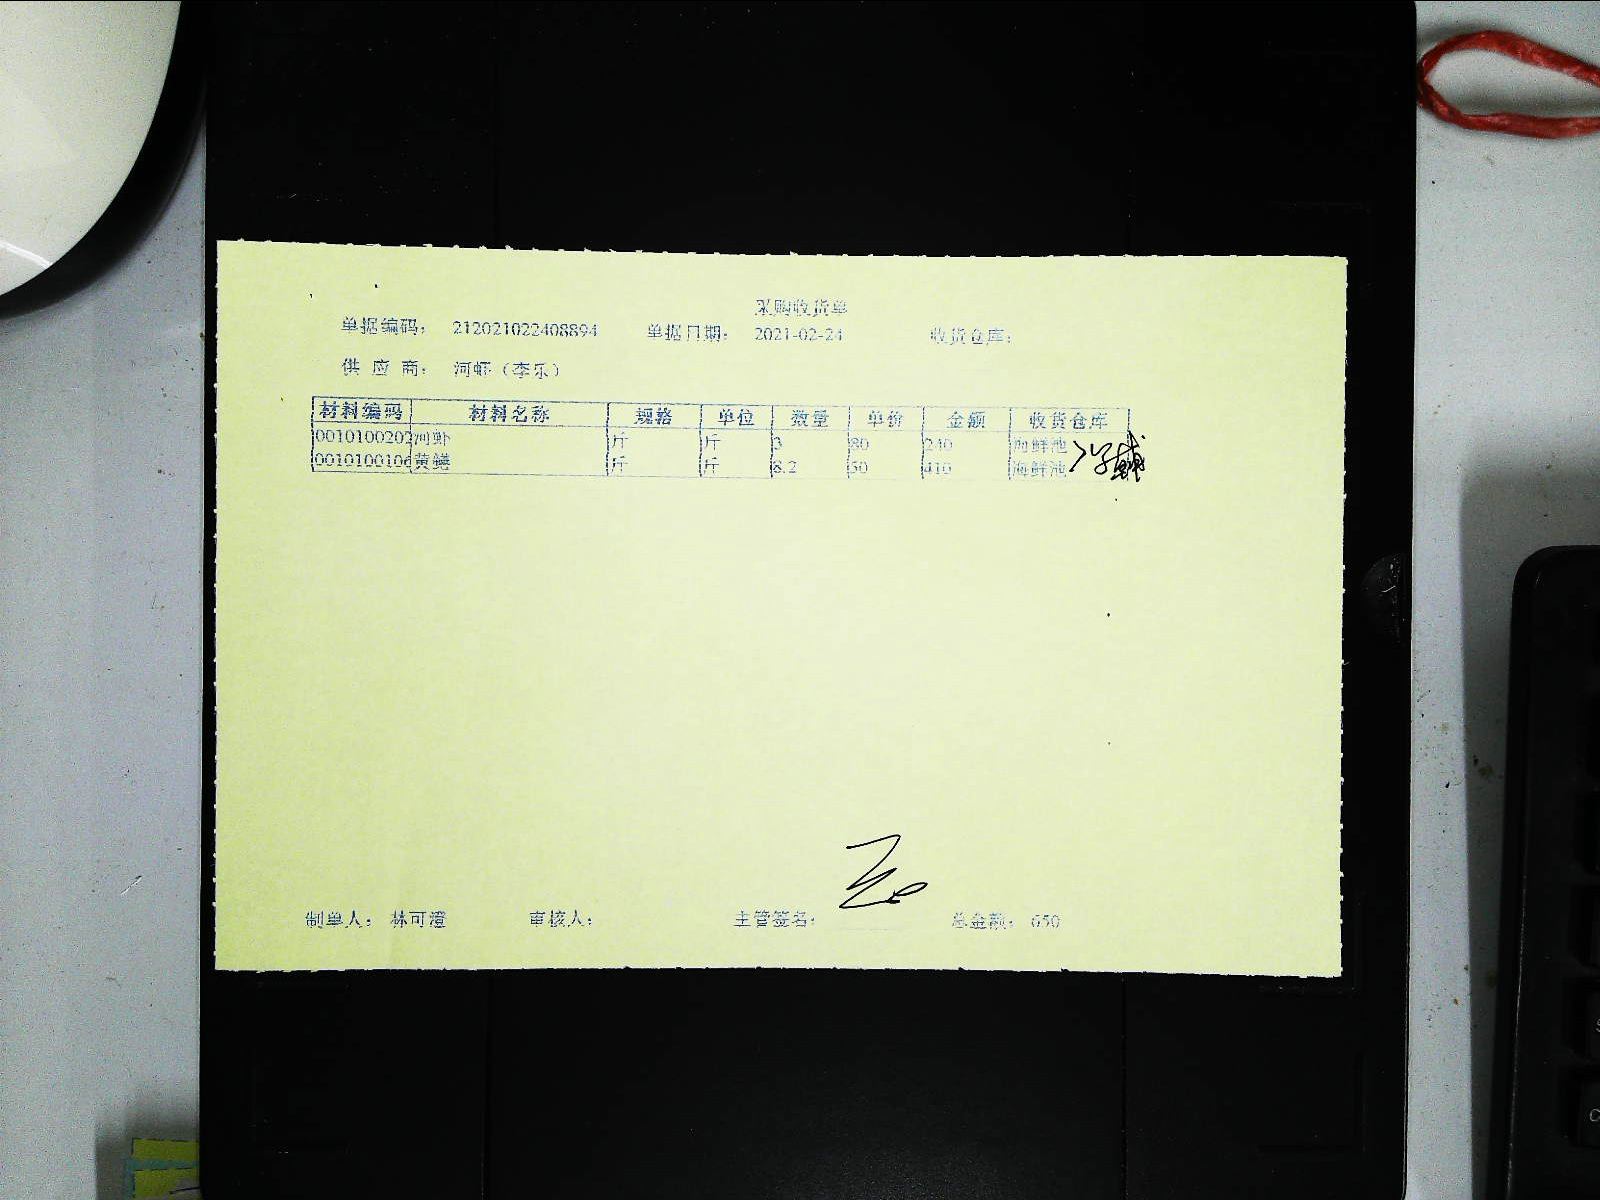 采购收货单
单据编码： 212021022408894 单据日期： 2021-02-24 收货仓库：
供 应 商： 河虾（李乐）
材料编码 材料名称 规格 单位 数量 单价 金额 收货仓库
0010100202 河虾 斤 斤 3 80 240 海鲜池
0010100106 黄鳝 斤 斤 8.2 50 410 海鲜池
制单人： 林可澄 审核人： 主管签名： 总金额： 650